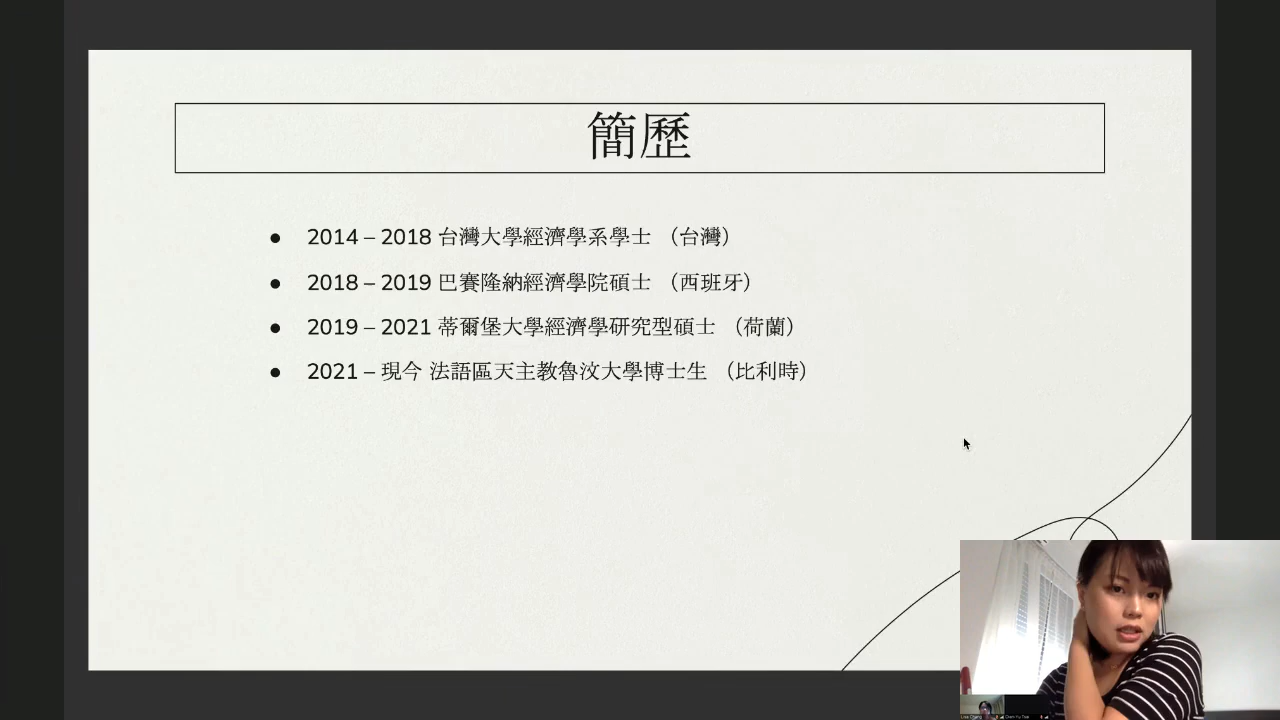 簡歷
● 2014 – 2018 台灣大學經濟學系學士 （台灣）
● 2018 – 2019 巴賽隆納經濟學院碩士 （西班牙）
● 2019 – 2021 蒂爾堡大學經濟學研究型碩士 （荷蘭）
● 2021 – 現今 法語區天主教魯汶大學博士生 （比利時）